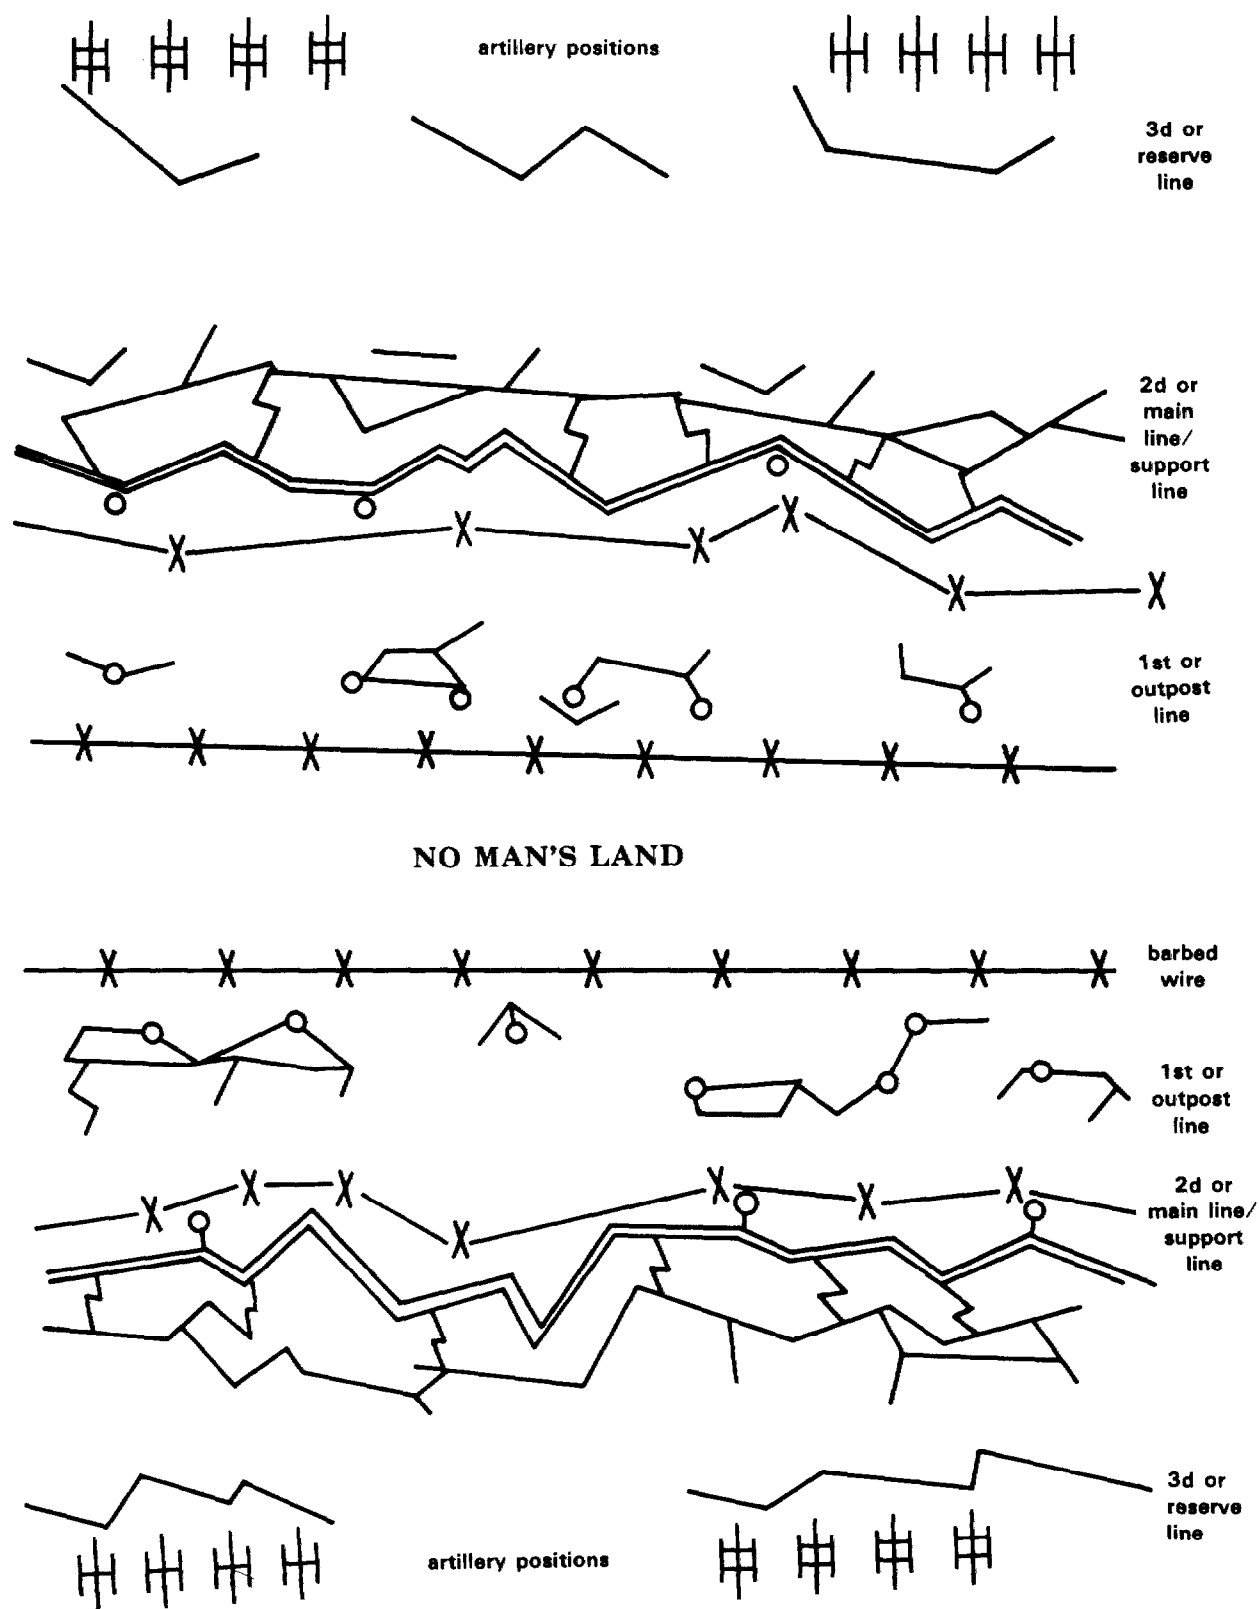 artillery positions
3d or
reserve
line
2d or
main
line/
support
line
1st or
outpost
line
NO MAN'S LAND
barbed
wire
1st or
outpost
line
2d or
main line/
support
line
3d or
reserve
line
artillery positions